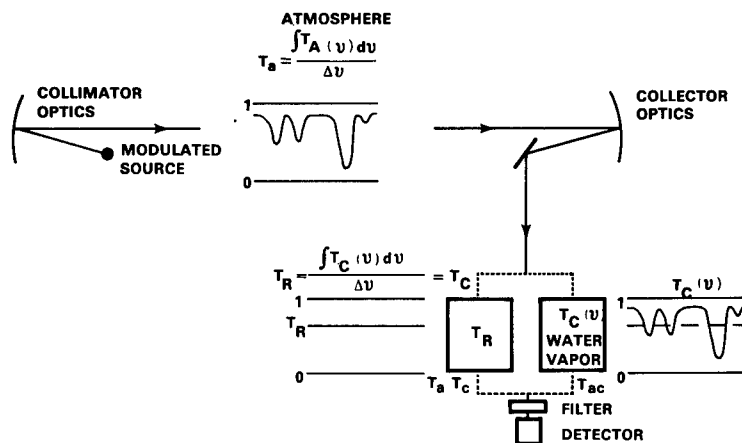 ATMOSPHERE
Tₐ = ∫T_A (υ) dυ / Δυ
COLLIMATOR
OPTICS
MODULATED
SOURCE
1
0
COLLECTOR
OPTICS
T_R = ∫T_C (υ) dυ / Δυ = T_C
1
T_R
0
T_R
T_C (υ)
WATER
VAPOR
T_C (υ)
1
0
T_a T_c
T_ac
FILTER
DETECTOR